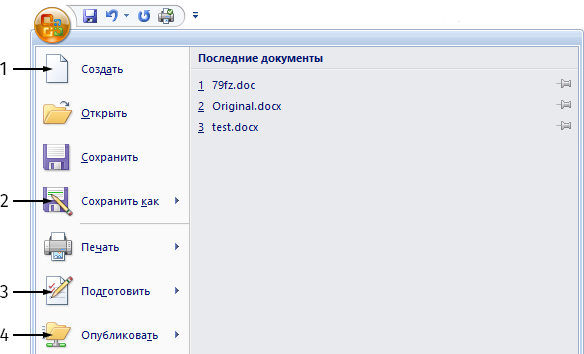 Последние документы
1 Создать
1 79fz.doc
Открыть
2 Original.docx
3 test.docx
Сохранить
2 Сохранить как
Печать
3 Подготовить
4 Опубликовать